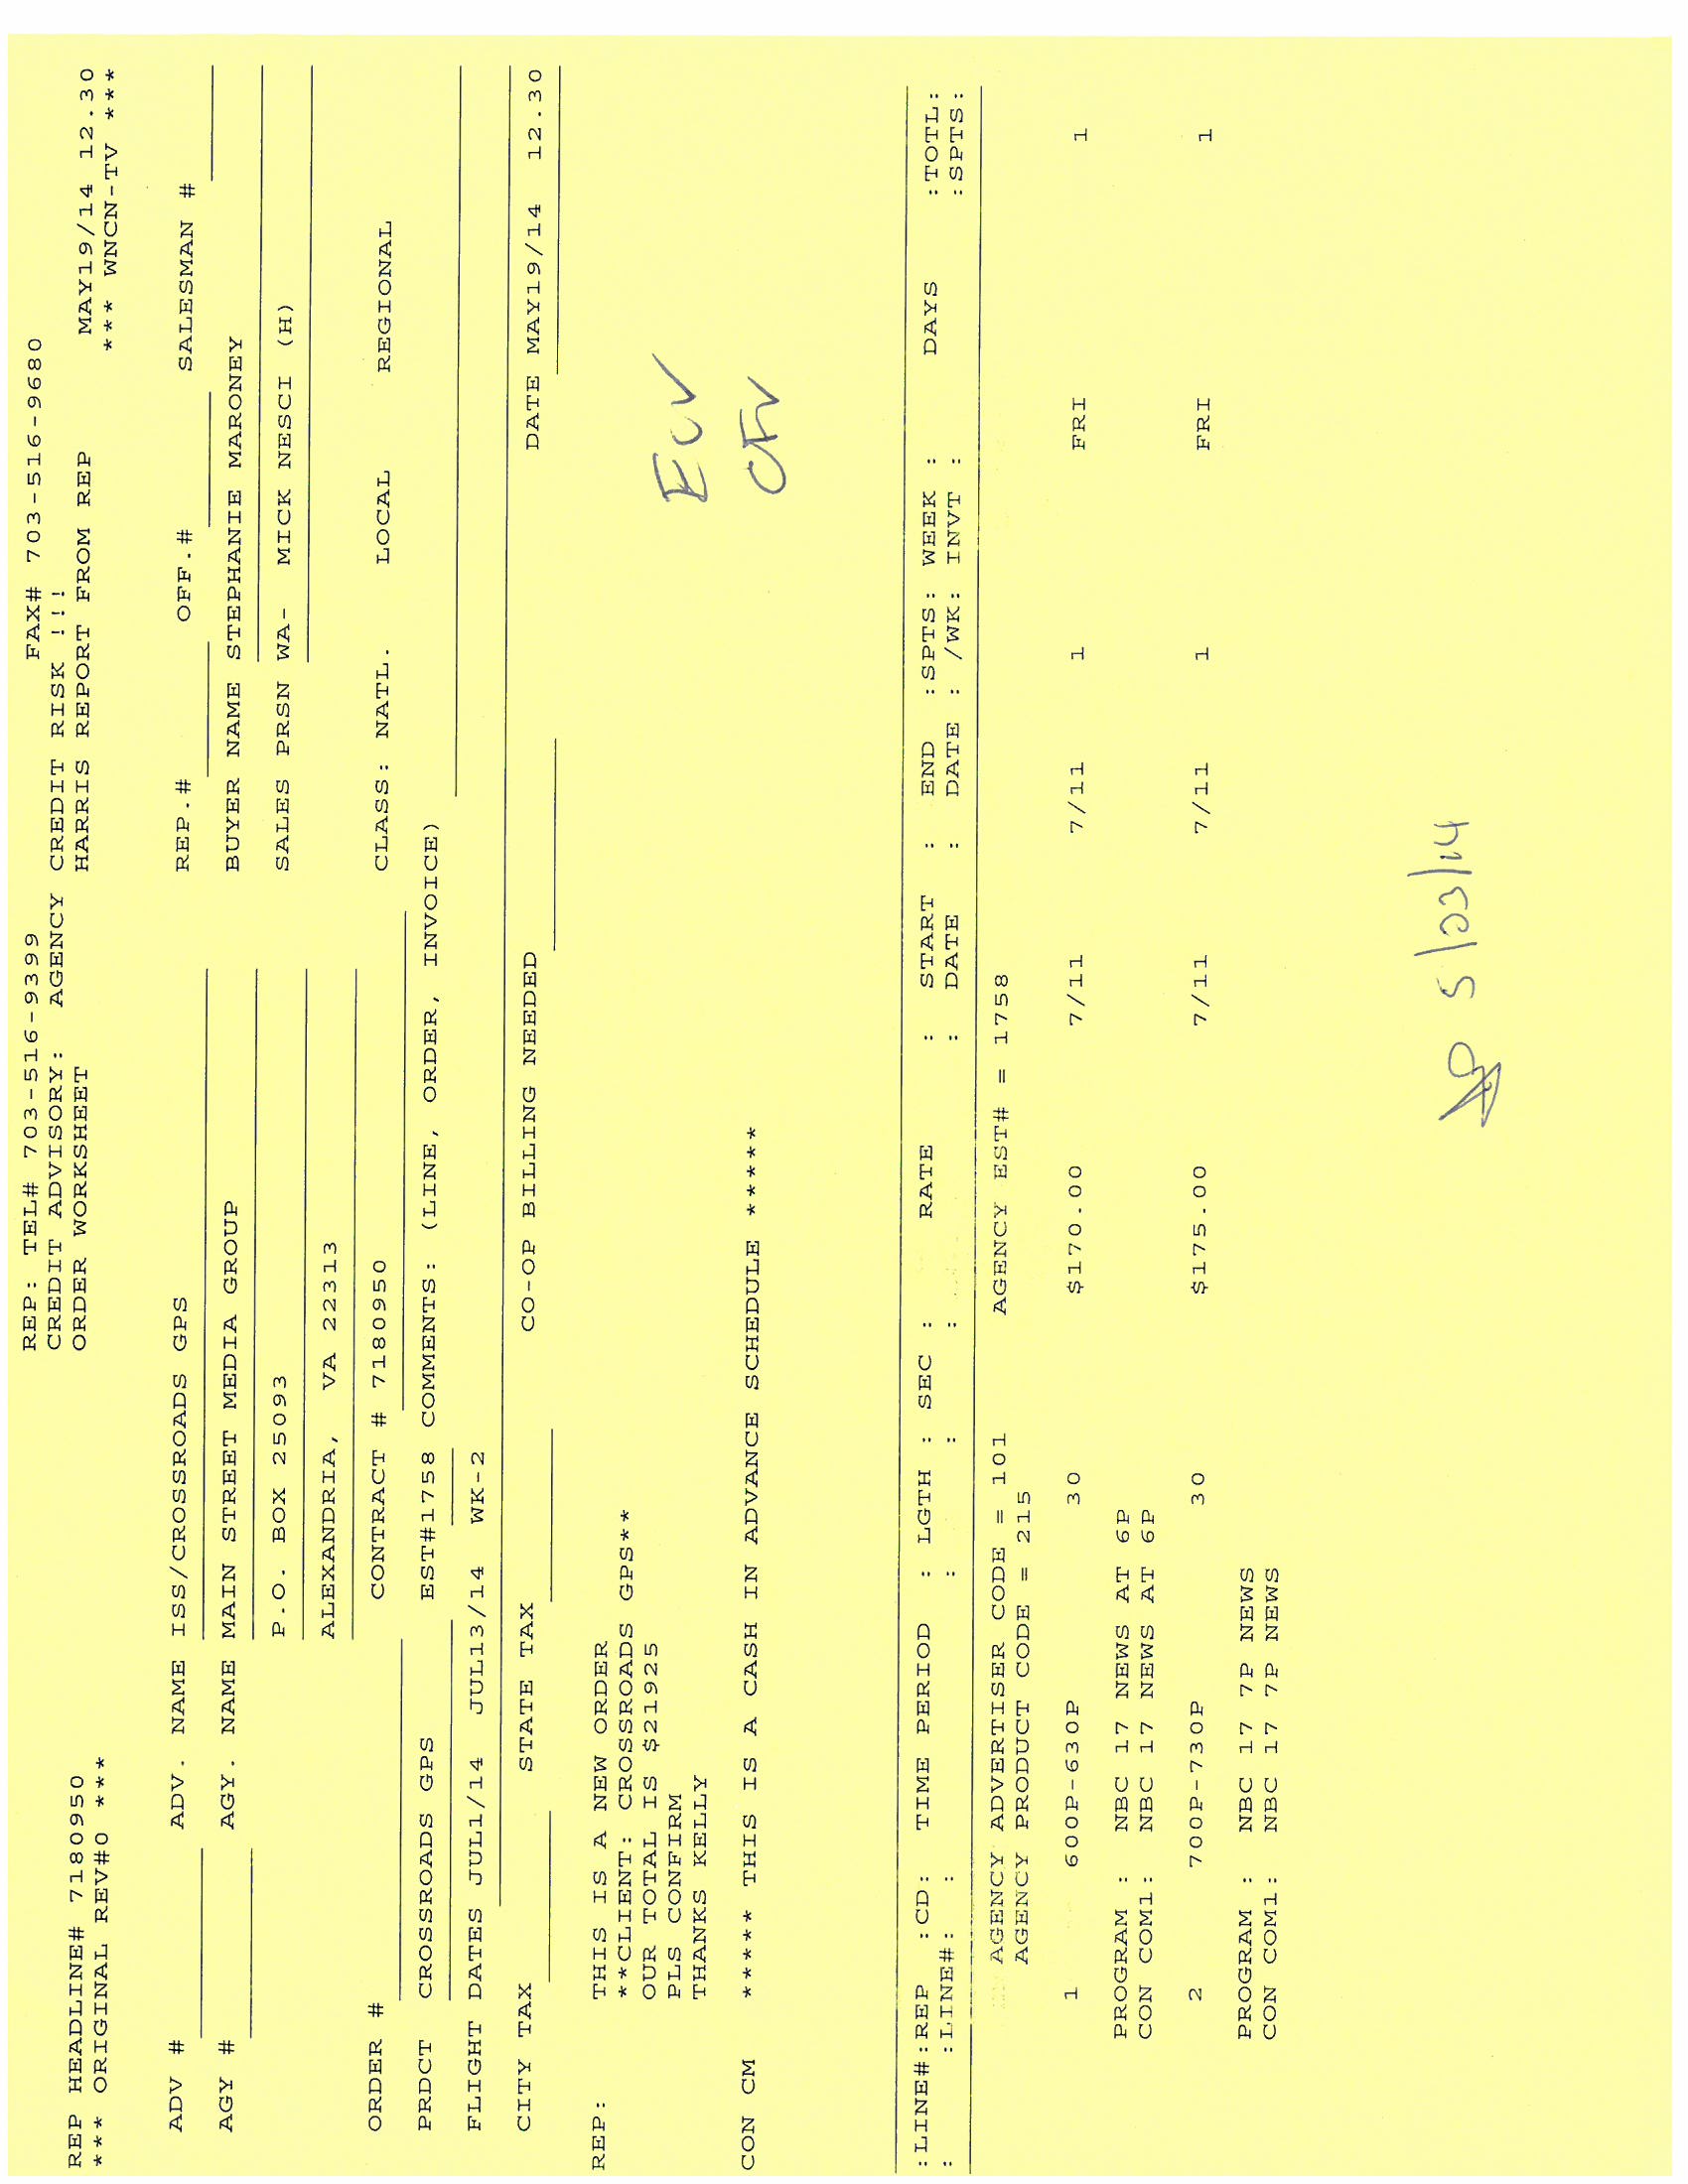 REP: TEL# 703-516-9399 FAX# 703-516-9680
CREDIT ADVISORY: AGENCY CREDIT RISK !!!
REP HEADLINE# 7180950 ORDER WORKSHEET HARRIS REPORT FROM REP MAY19/14 12.30
*** ORIGINAL REV#0 *** *** WNCN-TV ***
ADV # ADV. NAME ISS/CROSSROADS GPS REP.# OFF.# SALESMAN #
AGY # AGY. NAME MAIN STREET MEDIA GROUP BUYER NAME STEPHANIE MARONEY
P.O. BOX 25093 SALES PRSN WA- MICK NESCI (H)
ALEXANDRIA, VA 22313
ORDER # CONTRACT # 7180950 CLASS: NATL. LOCAL REGIONAL
PRDCT CROSSROADS GPS EST#1758 COMMENTS: (LINE, ORDER, INVOICE)
FLIGHT DATES JUL1/14 JUL13/14 WK-2
CITY TAX STATE TAX CO-OP BILLING NEEDED DATE MAY19/14 12.30
REP: THIS IS A NEW ORDER
**CLIENT: CROSSROADS GPS**
OUR TOTAL IS $21925
PLS CONFIRM
THANKS KELLY
CON CM ***** THIS IS A CASH IN ADVANCE SCHEDULE *****
:LINE#:REP :CD: TIME PERIOD : LGTH : SEC : RATE : START : END :SPTS: WEEK : DAYS :TOTL:
: :LINE#: : : : : : DATE : DATE : /WK: INVT : :SPTS:
AGENCY ADVERTISER CODE = 101 AGENCY EST# = 1758
AGENCY PRODUCT CODE = 215
1 600P-630P 30 $170.00 7/11 7/11 1 FRI 1
PROGRAM : NBC 17 NEWS AT 6P
CON COM1: NBC 17 NEWS AT 6P
2 700P-730P 30 $175.00 7/11 7/11 1 FRI 1
PROGRAM : NBC 17 7P NEWS
CON COM1: NBC 17 7P NEWS
5/23/14